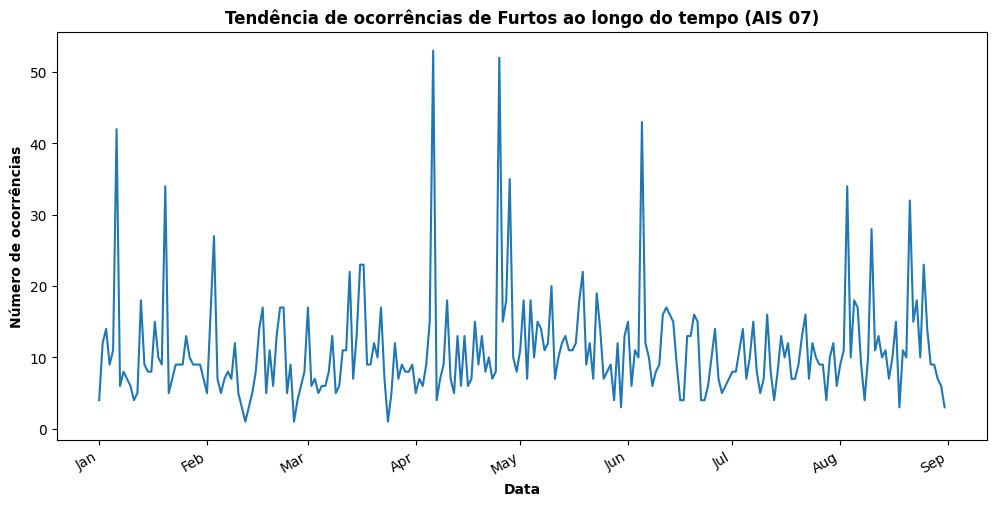 Tendência de ocorrências de Furtos ao longo do tempo (AIS 07)
Número de ocorrências
50
40
30
20
10
0
Jan
Feb
Mar
Apr
May
Jun
Jul
Aug
Sep
Data